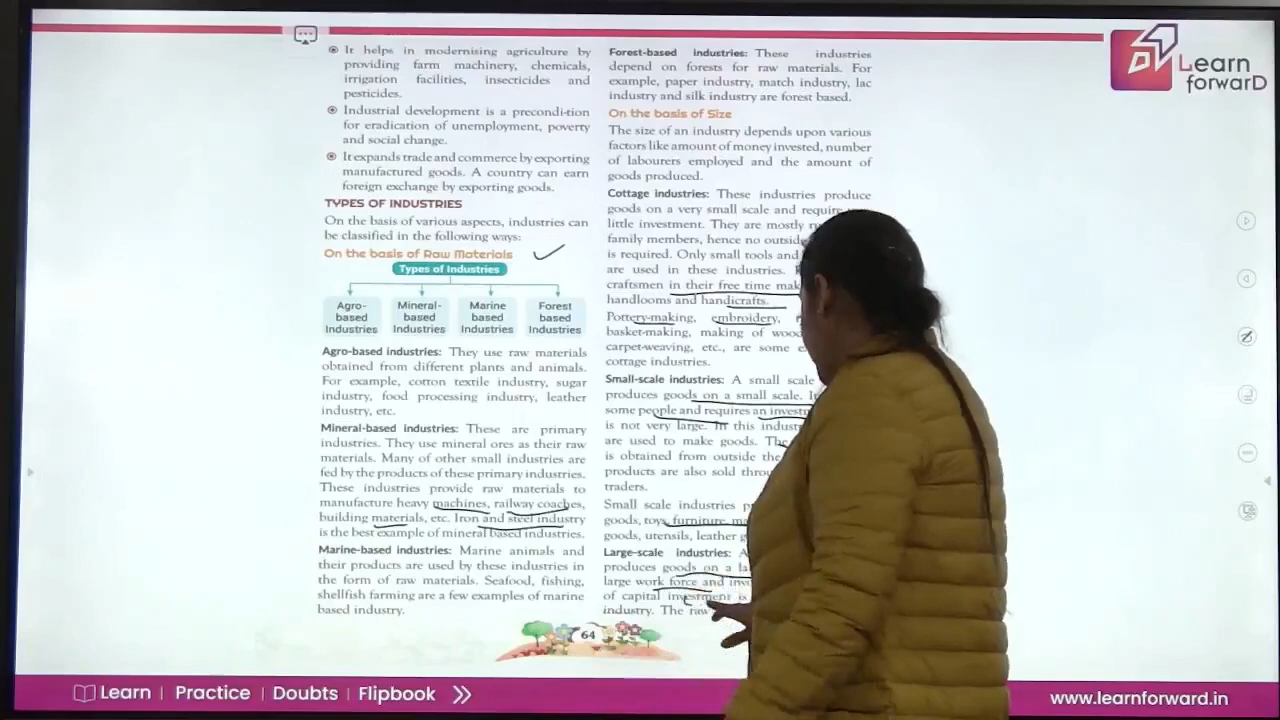 Learn
forwarD
It helps in modernising agriculture by
providing farm machinery, chemicals,
irrigation facilities, insecticides and
pesticides.
Industrial development is a precondi-tion
for eradication of unemployment, poverty
and social change.
It expands trade and commerce by exporting
manufactured goods. A country can earn
foreign exchange by exporting goods.
TYPES OF INDUSTRIES
On the basis of various aspects, industries can
be classified in the following ways:
On the basis of Raw Materials
Types of Industries
Agro-
based
Industries
Mineral-
based
Industries
Marine
based
Industries
Forest
based
Industries
Agro-based industries: They use raw materials
obtained from different plants and animals.
For example, cotton textile industry, sugar
industry, food processing industry, leather
industry, etc.
Mineral-based industries: These are primary
industries. They use mineral ores as their raw
materials. Many of other small industries are
fed by the products of these primary industries.
These industries provide raw materials to
manufacture heavy machines, railway coaches,
building materials, etc. Iron and steel industry
is the best example of mineral based industries.
Marine-based industries: Marine animals and
their products are used by these industries in
the form of raw materials. Seafood, fishing,
shellfish farming are a few examples of marine
based industry.
Forest-based industries: These industries
depend on forests for raw materials. For
example, paper industry, match industry, lac
industry and silk industry are forest based.
On the basis of Size
The size of an industry depends upon various
factors like amount of money invested, number
of labourers employed and the amount of
goods produced.
Cottage industries: These industries produce
goods on a very small scale and require
little investment. They are mostly
family members, hence no
is required. Only small tools and
are used in these industries.
craftsmen in their free time
handlooms and handicrafts.
Pottery-making, embroidery,
basket-making, making of
carpet-weaving, etc., are some
cottage industries.
Small-scale industries: A small scale
produces goods on a small scale.
some people and requires an
is not very large. In this
are used to make goods. The
is obtained from outside the
products are also sold
traders.
Small scale industries
goods, toys, furniture,
goods, utensils, leather
Large-scale industries:
produces goods on a
large work force and
of capital investment is
industry. The raw
64
Learn | Practice | Doubts | Flipbook
www.learnforward.in